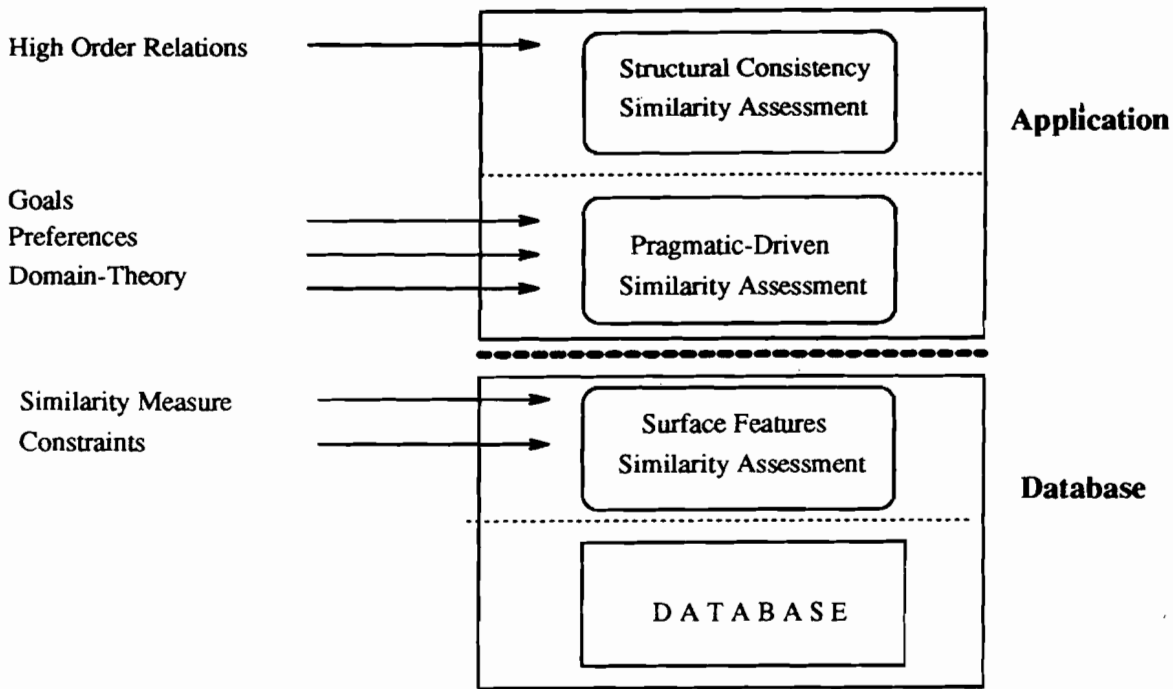 High Order Relations
Structural Consistency
Similarity Assessment
Application
Goals
Preferences
Domain-Theory
Pragmatic-Driven
Similarity Assessment
Similarity Measure
Constraints
Surface Features
Similarity Assessment
Database
DATABASE